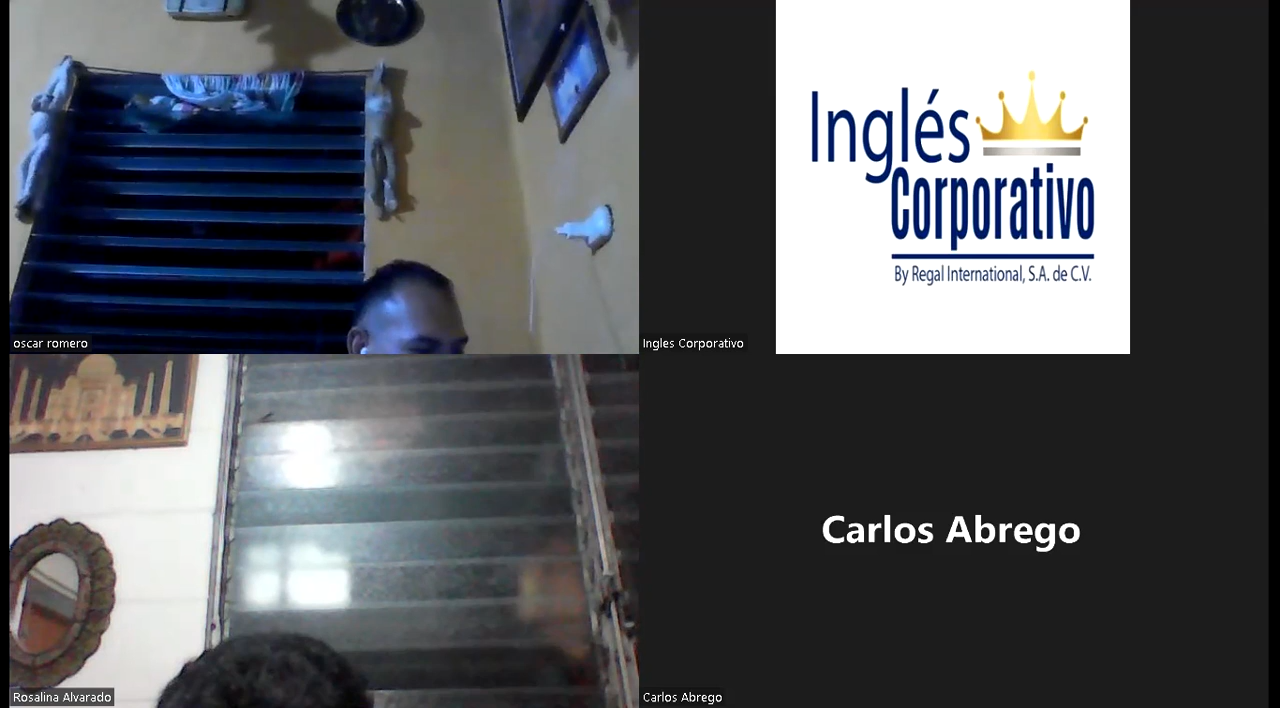 Inglés
Corporativo
By Regal International, S.A. de C.V.
oscar romero
Ingles Corporativo
Carlos Abrego
Rosalina Alvarado
Carlos Abrego